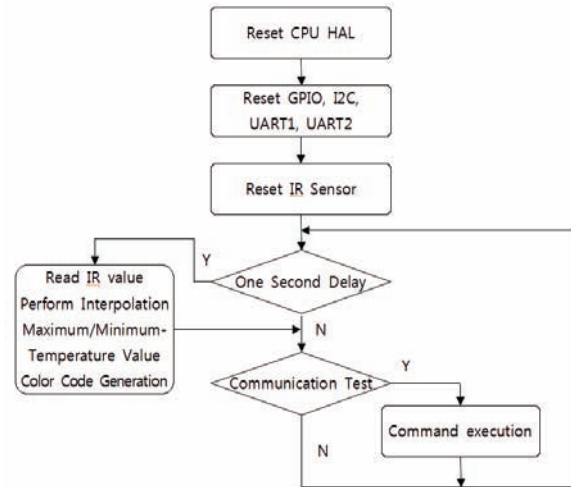 Reset CPU HAL
Reset GPIO, I2C,
UART1, UART2
Reset IR Sensor
Y
One Second Delay
Read IR value
Perform Interpolation
Maximum/Minimum-
Temperature Value
Color Code Generation
N
Y
Communication Test
Command execution
N